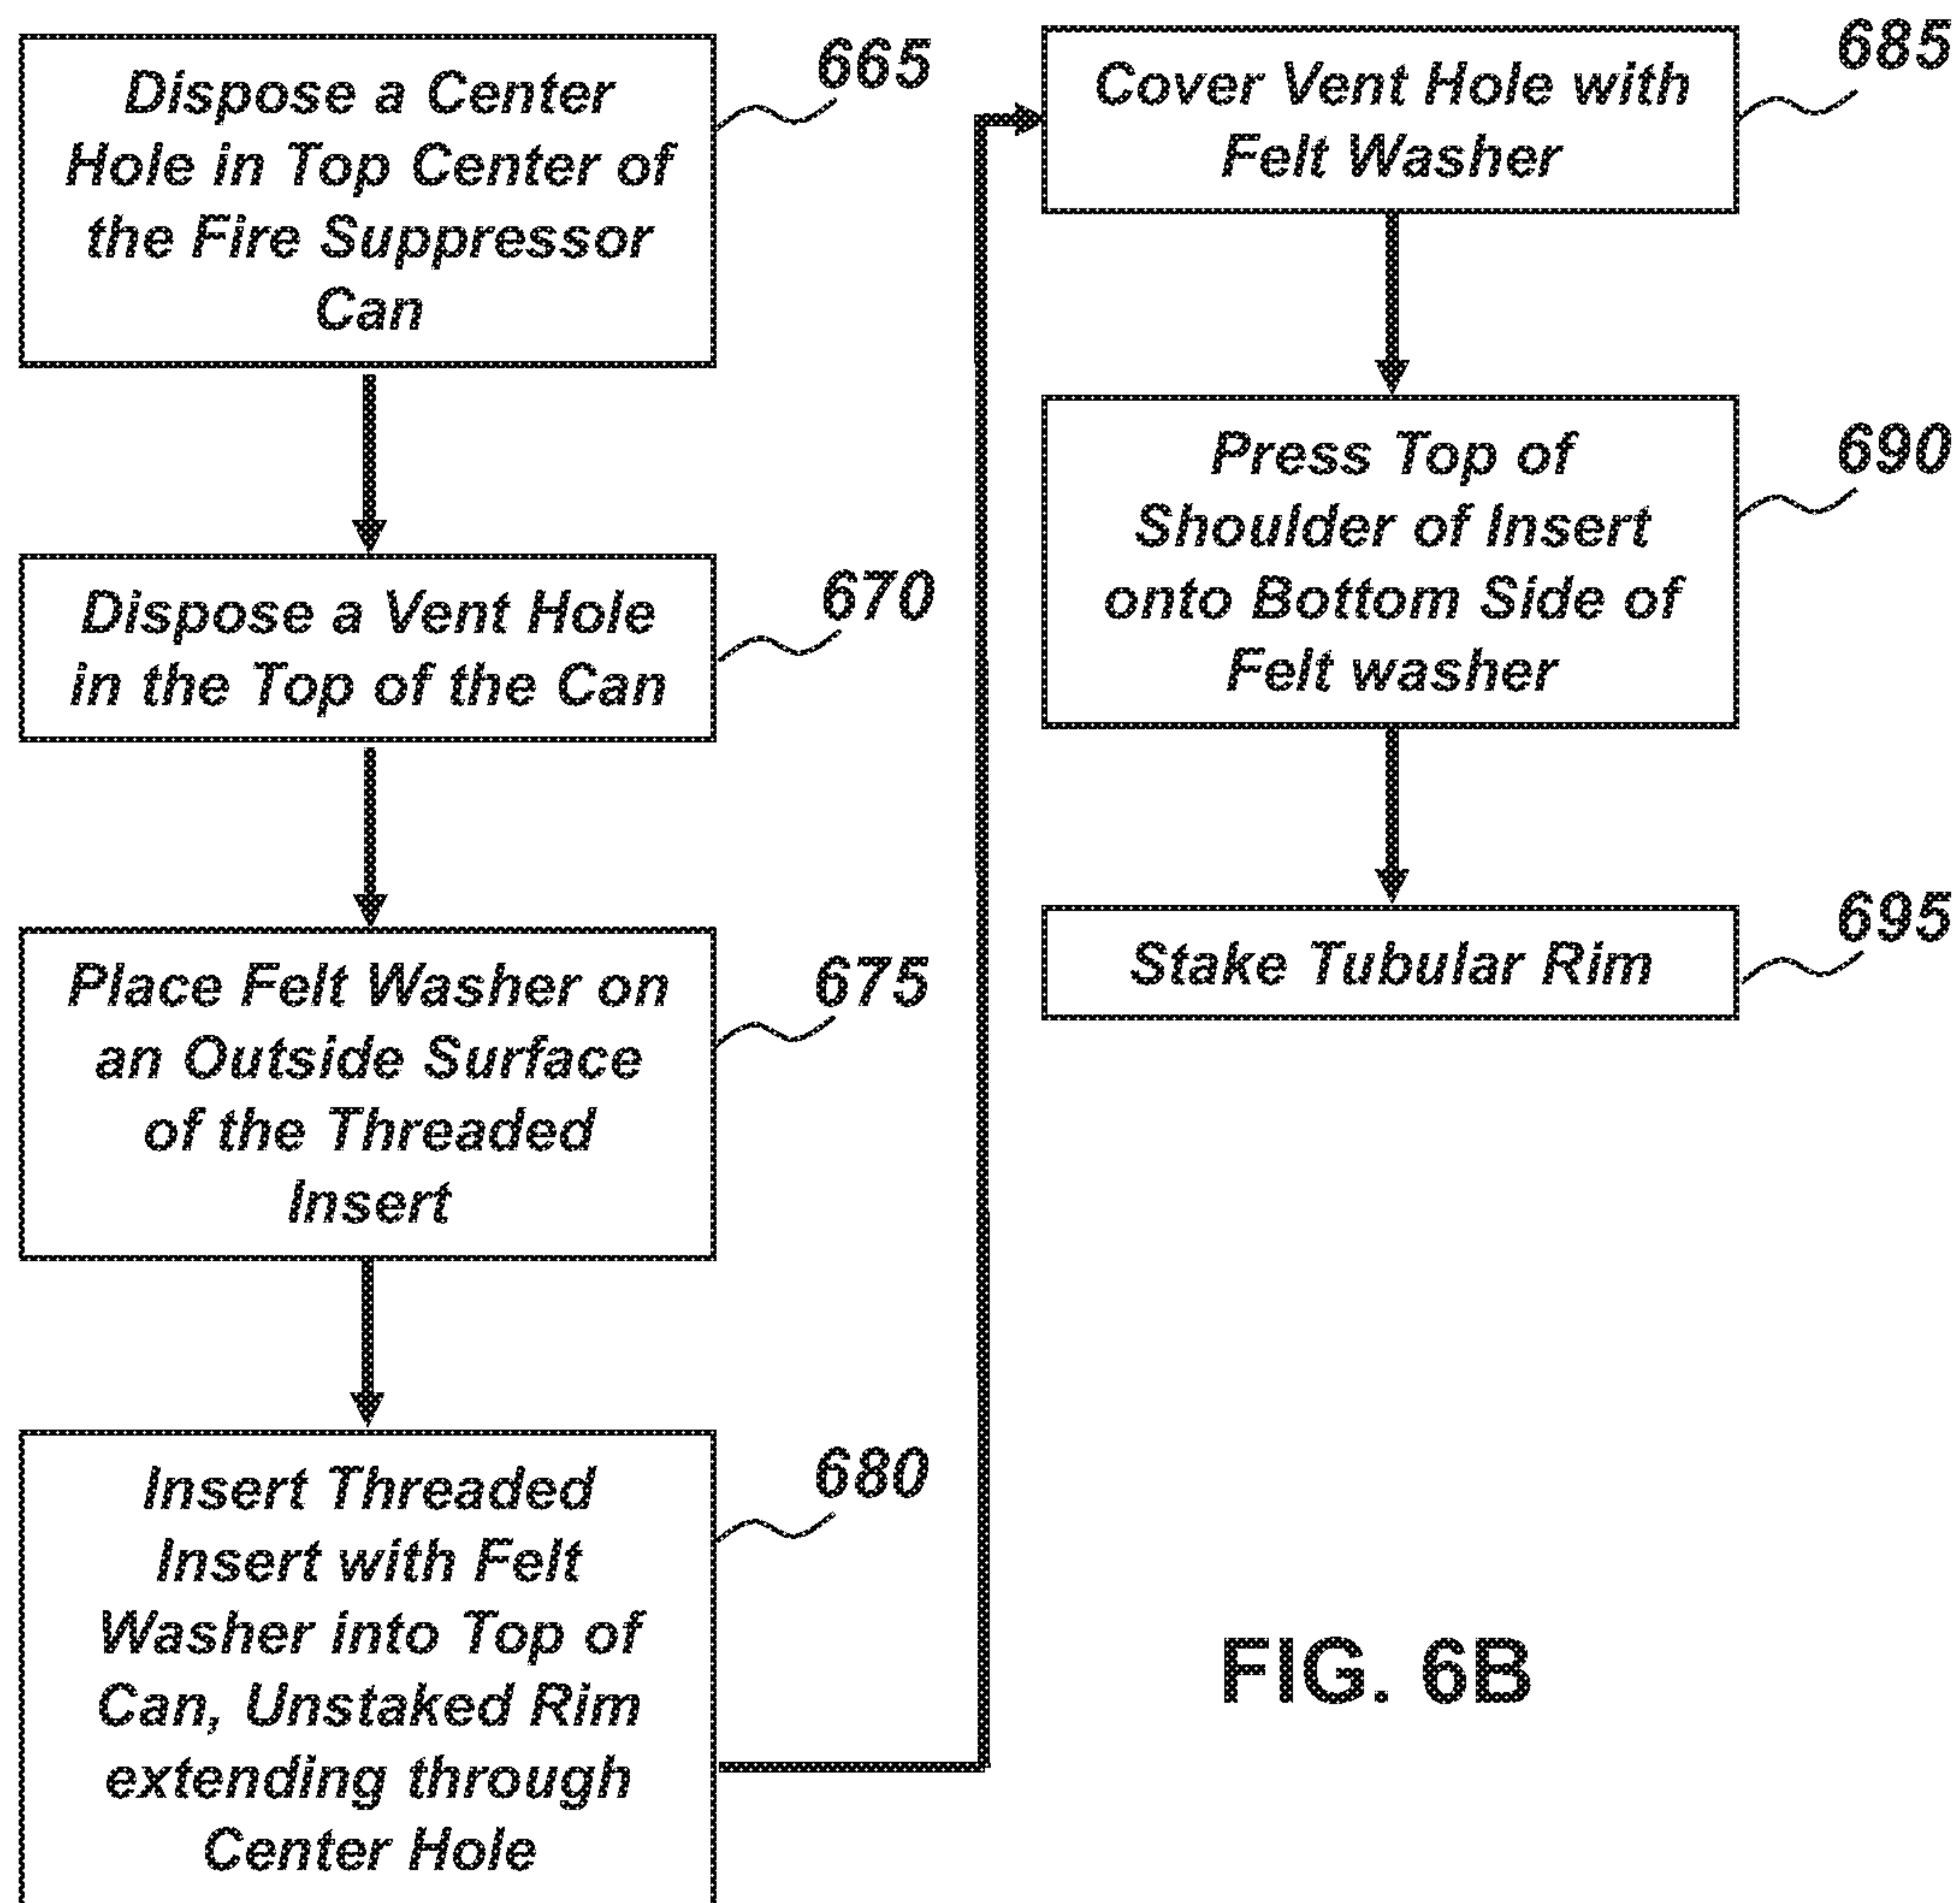 665
Dispose a Center
Hole in Top Center of
the Fire Suppressor
Can
670
Dispose a Vent Hole
in the Top of the Can
675
Place Felt Washer on
an Outside Surface
of the Threaded
Insert
680
Insert Threaded
Insert with Felt
Washer into Top of
Can, Unstaked Rim
extending through
Center Hole
685
Cover Vent Hole with
Felt Washer
690
Press Top of
Shoulder of Insert
onto Bottom Side of
Felt washer
695
Stake Tubular Rim
FIG. 6B